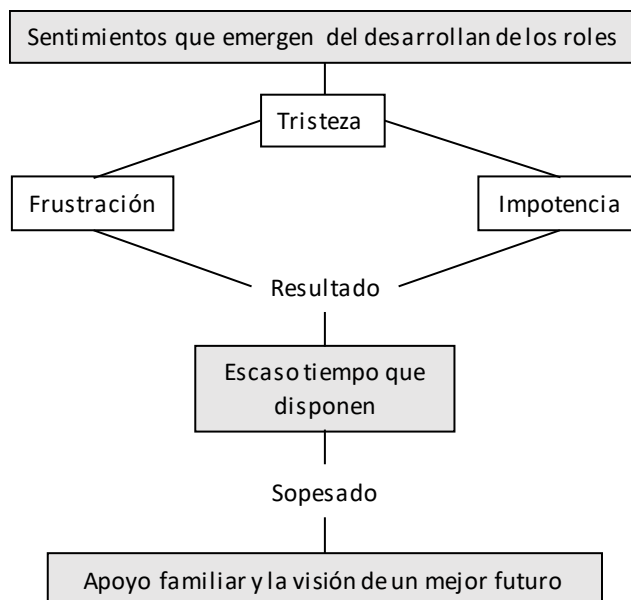 Sentimientos que emergen del desarrollan de los roles
Tristeza
Frustración
Impotencia
Resultado
Escaso tiempo que
disponen
Sopesado
Apoyo familiar y la visión de un mejor futuro